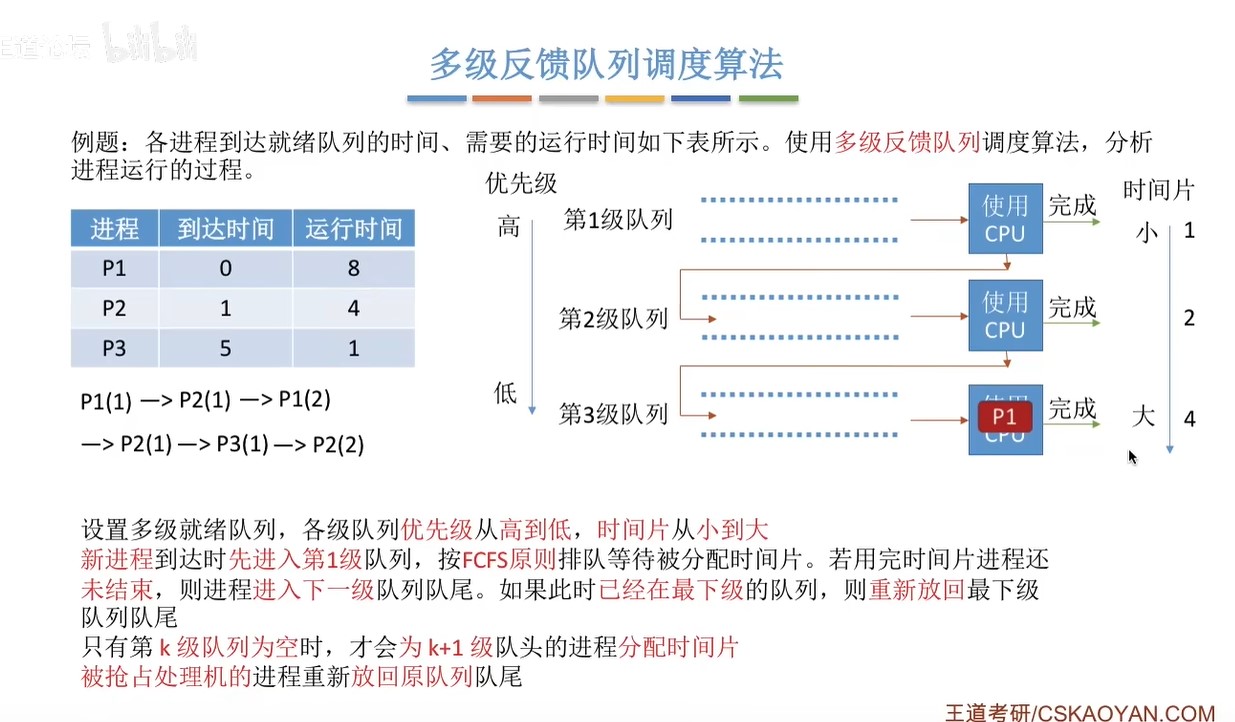 多级反馈队列调度算法
例题：各进程到达就绪队列的时间、需要的运行时间如下表所示。使用多级反馈队列调度算法，分析
进程运行的过程。
进程 到达时间 运行时间
P1 0 8
P2 1 4
P3 5 1
P1(1) —> P2(1) —> P1(2)
—> P2(1) —> P3(1) —> P2(2)
优先级
高
低
第1级队列
使用
CPU
完成
第2级队列
使用
CPU
完成
第3级队列
P1
CPU
完成
时间片
小 1
2
大 4
设置多级就绪队列，各级队列优先级从高到低，时间片从小到大
新进程到达时先进入第1级队列，按FCFS原则排队等待被分配时间片。若用完时间片进程还
未结束，则进程进入下一级队列队尾。如果此时已经在最下级的队列，则重新放回最下级
队列队尾
只有第 k 级队列为空时，才会为 k+1 级队头的进程分配时间片
被抢占处理机的进程重新放回原队列队尾
王道考研/CSKAOYAN.COM